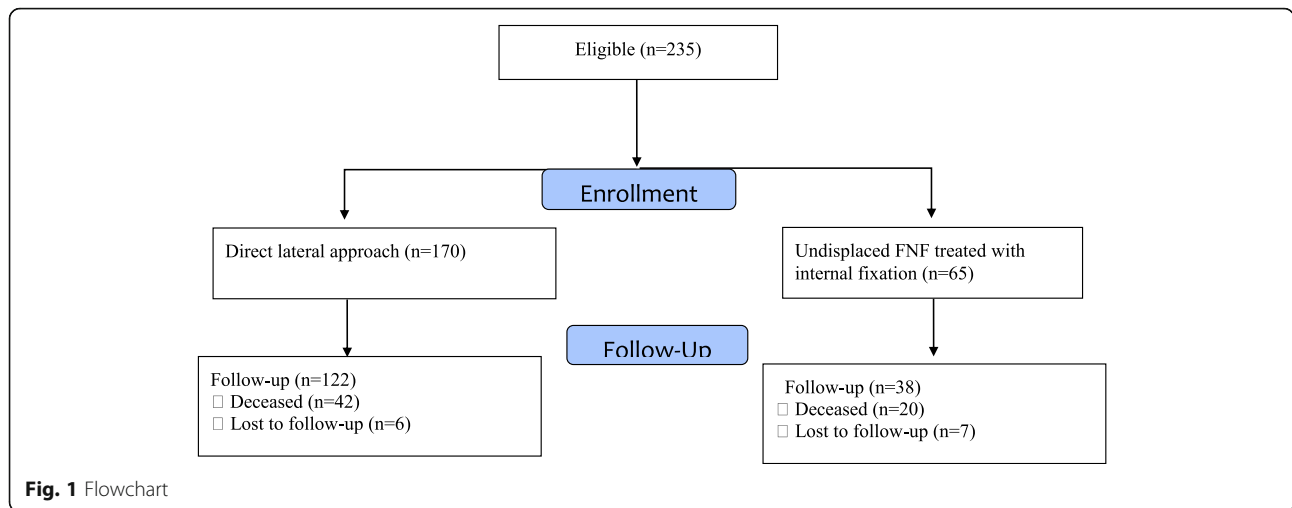 Eligible (n=235)
Enrollment
Direct lateral approach (n=170)
Undisplaced FNF treated with
internal fixation (n=65)
Follow-Up
Follow-up (n=122)
□ Deceased (n=42)
□ Lost to follow-up (n=6)
Follow-up (n=38)
□ Deceased (n=20)
□ Lost to follow-up (n=7)
Fig. 1 Flowchart